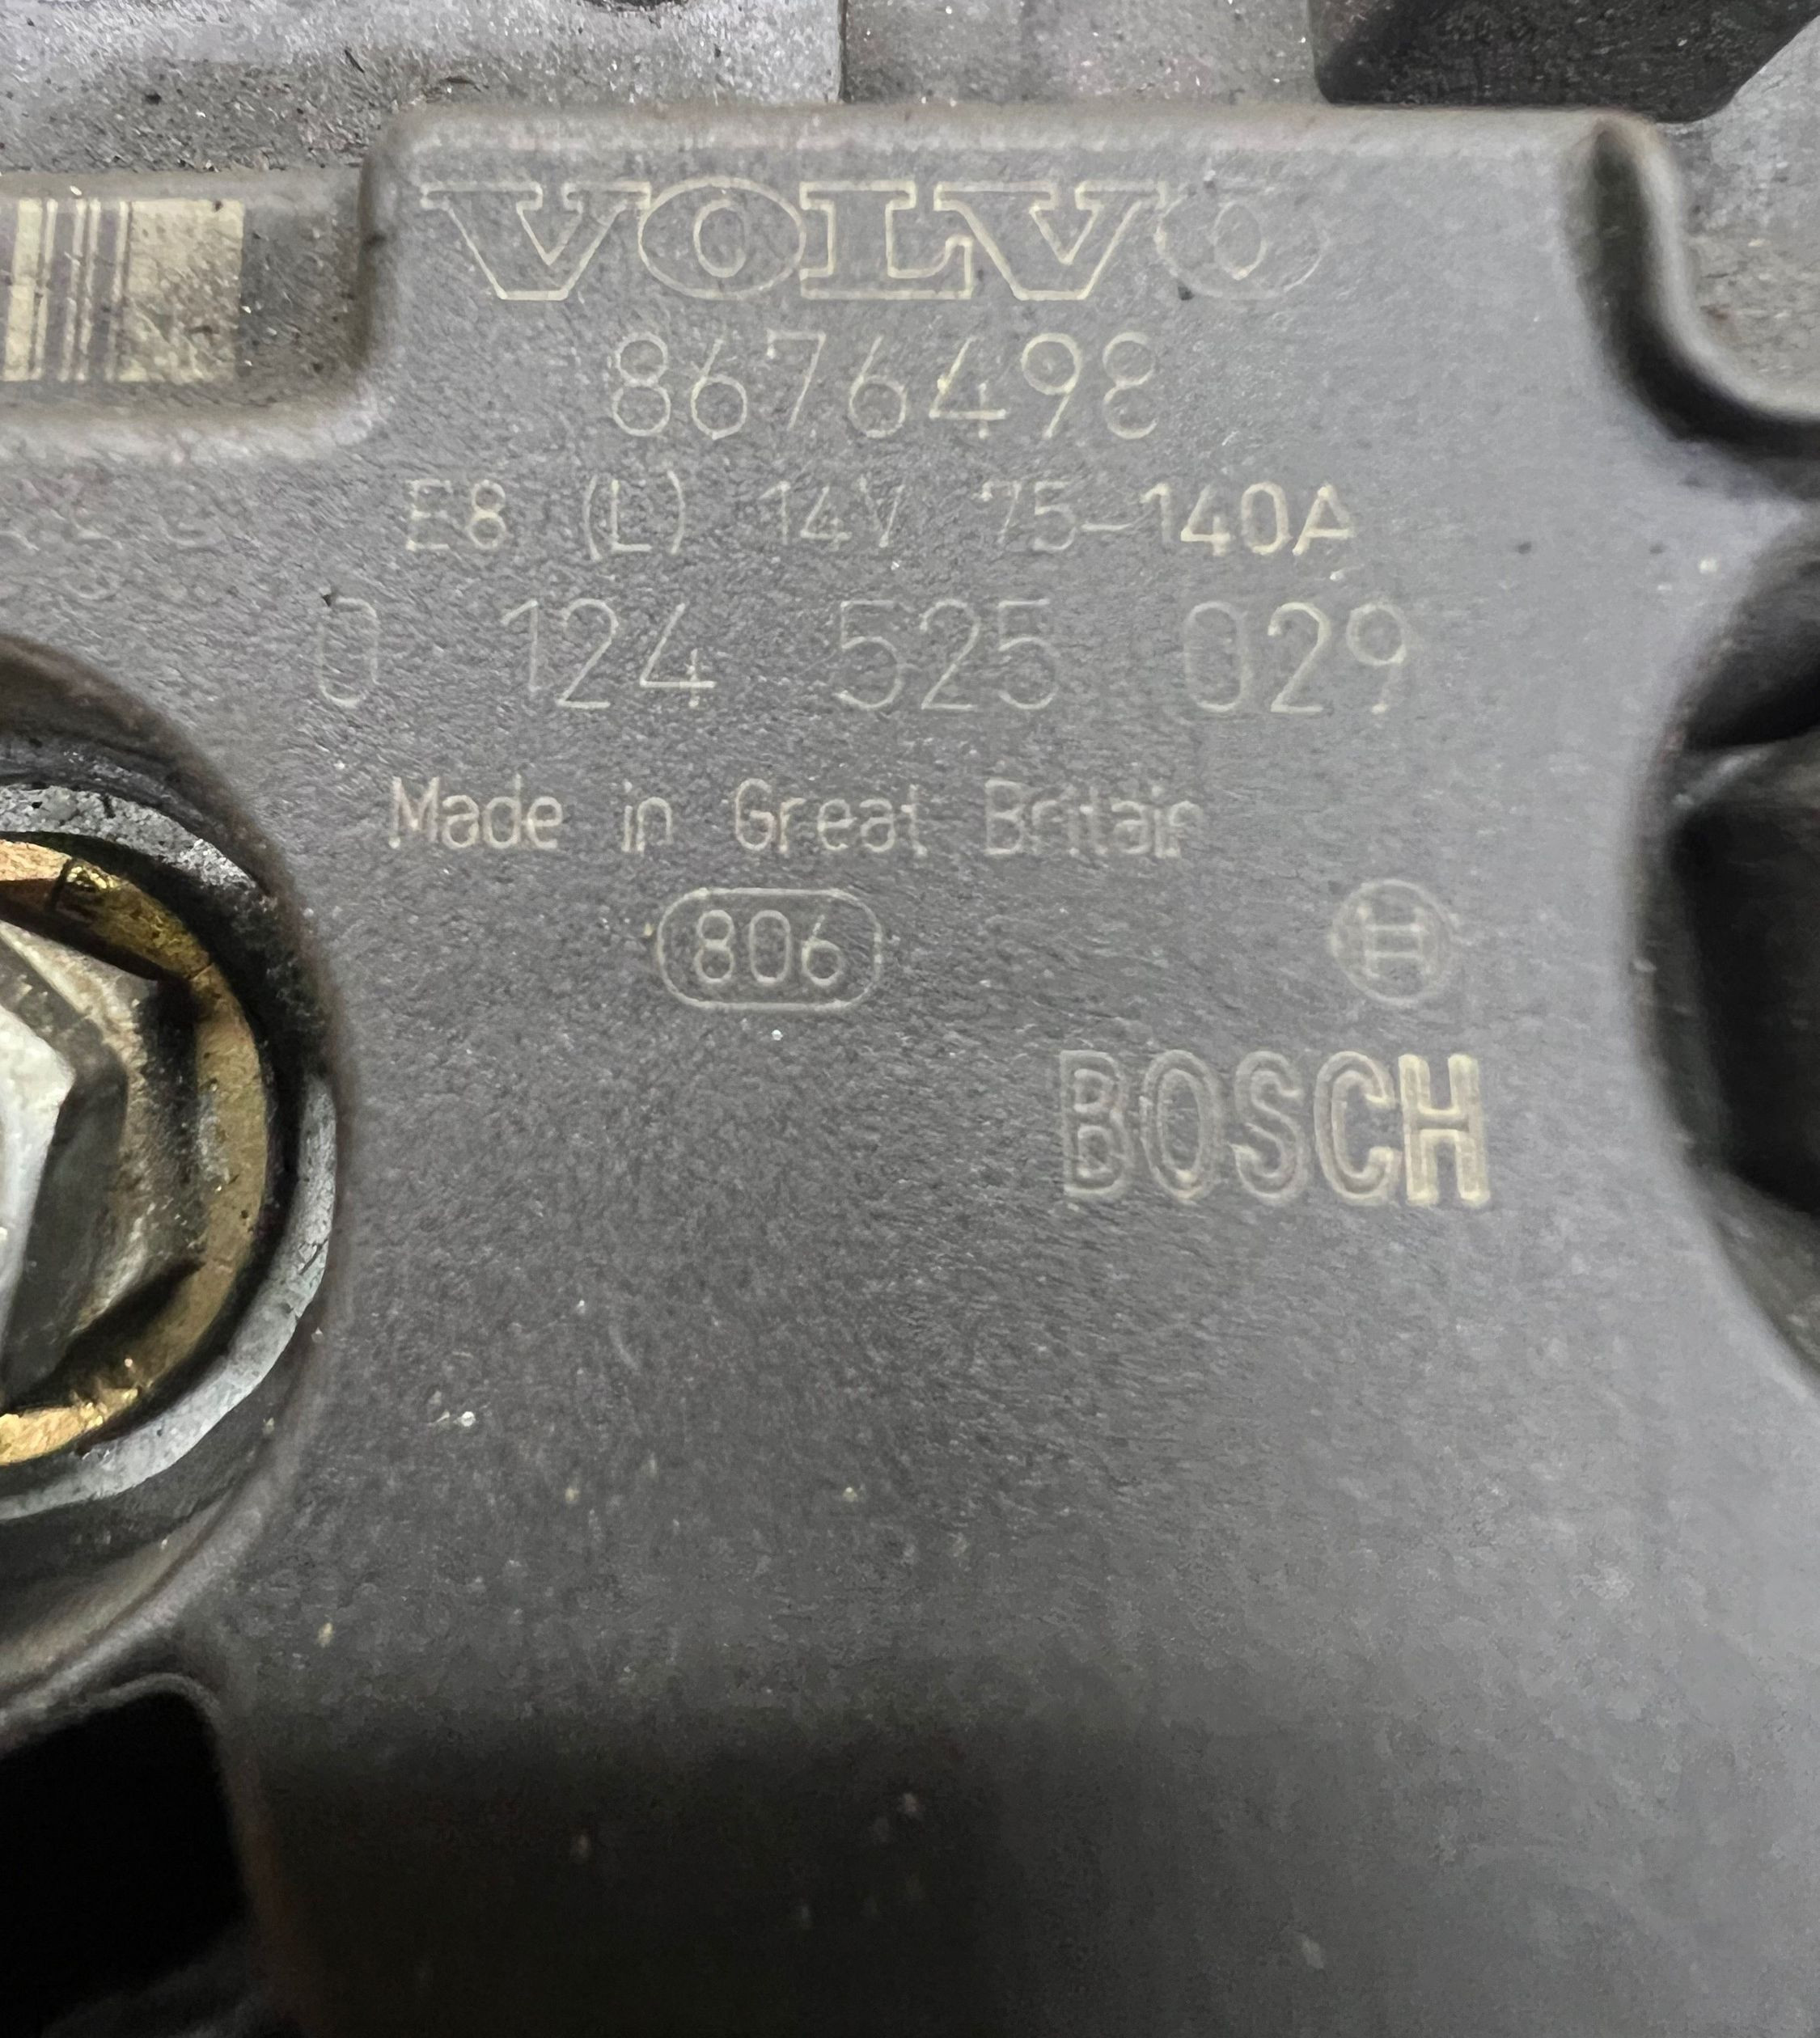 VOLVO
8676498
E8 (L) 14V 75-140A
0 124 525 029
Made in Great Britain
806
BOSCH